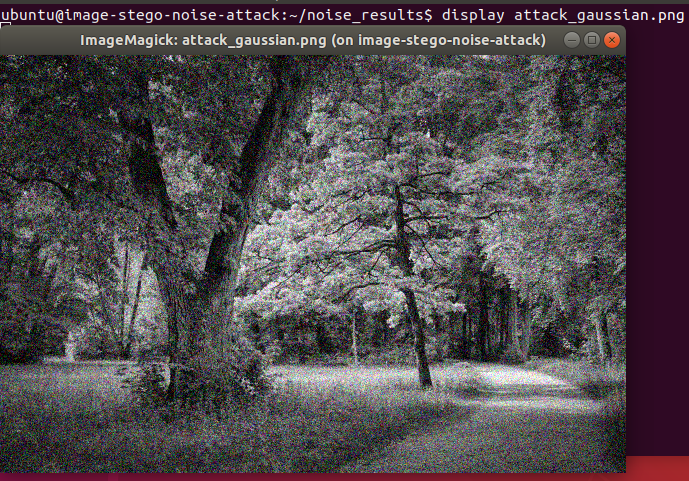 ubuntu@image-stego-noise-attack:~/noise_results$ display attack_gaussian.png
ImageMagick: attack_gaussian.png (on image-stego-noise-attack)